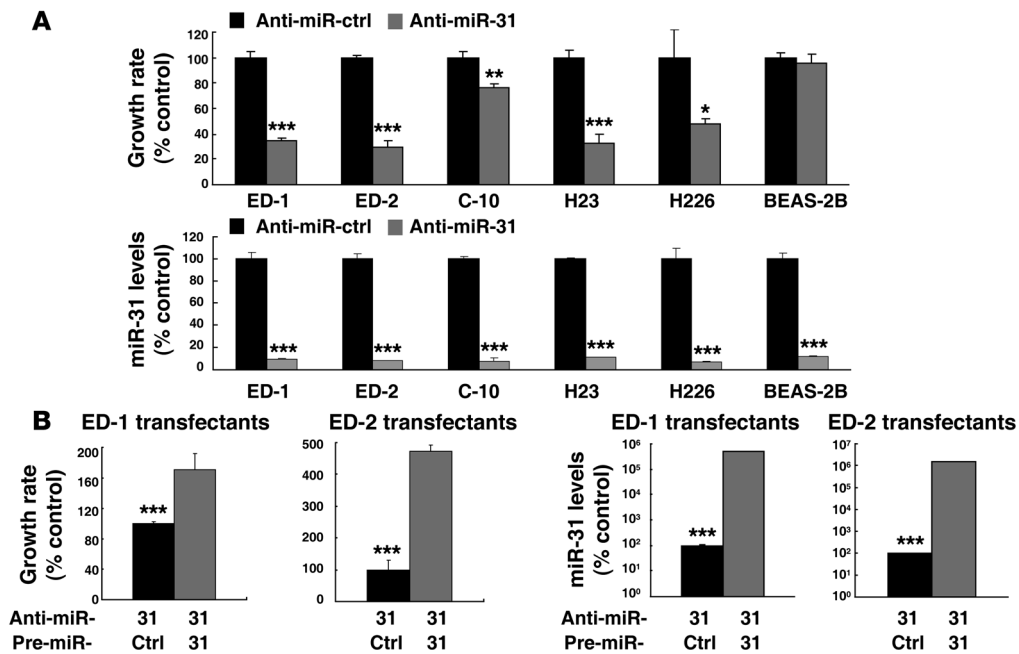 A
Anti-miR-ctrl Anti-miR-31
Growth rate
(% control)
120
100
80
60
40
20
0
*** *** ** *** *
ED-1 ED-2 C-10 H23 H226 BEAS-2B
Anti-miR-ctrl Anti-miR-31
miR-31 levels
(% control)
120
100
80
60
40
20
0
*** *** *** *** *** ***
ED-1 ED-2 C-10 H23 H226 BEAS-2B
B
ED-1 transfectants ED-2 transfectants ED-1 transfectants ED-2 transfectants
Growth rate
(% control)
200
160
120
80
40
0
***
500
400
300
200
100
0
***
miR-31 levels
(% control)
10⁶
10⁵
10⁴
10³
10²
10¹
10⁰
***
10⁷
10⁶
10⁵
10⁴
10³
10²
10¹
10⁰
***
Anti-miR- 31 31 31 31 Anti-miR- 31 31 31 31
Pre-miR- Ctrl 31 Ctrl 31 Pre-miR- Ctrl 31 Ctrl 31